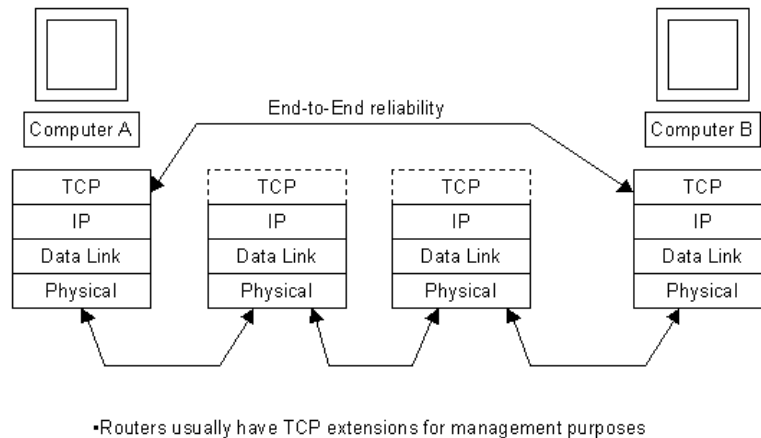 End-to-End reliability
Computer A
Computer B
TCP
TCP
TCP
TCP
IP
IP
IP
IP
Data Link
Data Link
Data Link
Data Link
Physical
Physical
Physical
Physical
▪Routers usually have TCP extensions for management purposes